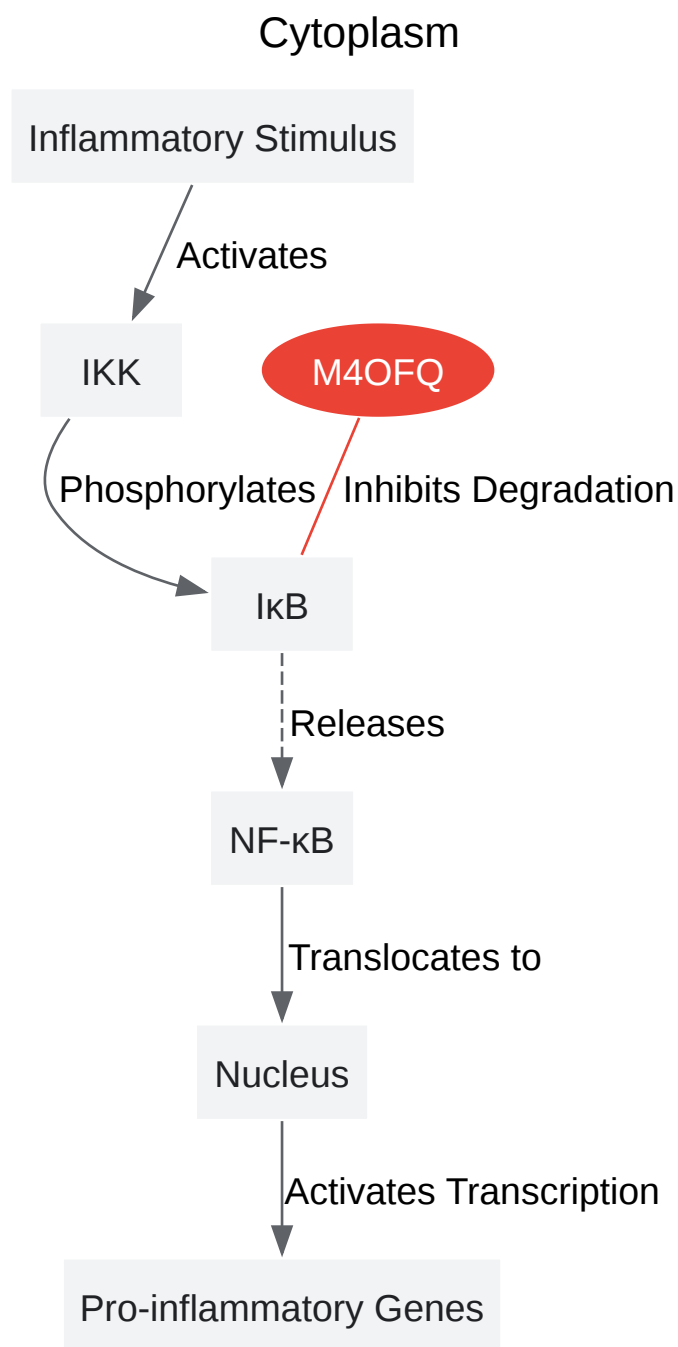 Cytoplasm
Inflammatory Stimulus
Activates
IKK
M4OFQ
Phosphorylates
Inhibits Degradation
IκB
Releases
NF-κB
Translocates to
Nucleus
Activates Transcription
Pro-inflammatory Genes